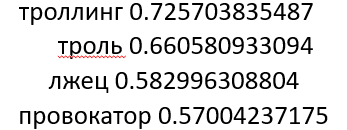 троллинг 0.725703835487
троль 0.660580933094
лжец 0.582996308804
провокатор 0.57004237175